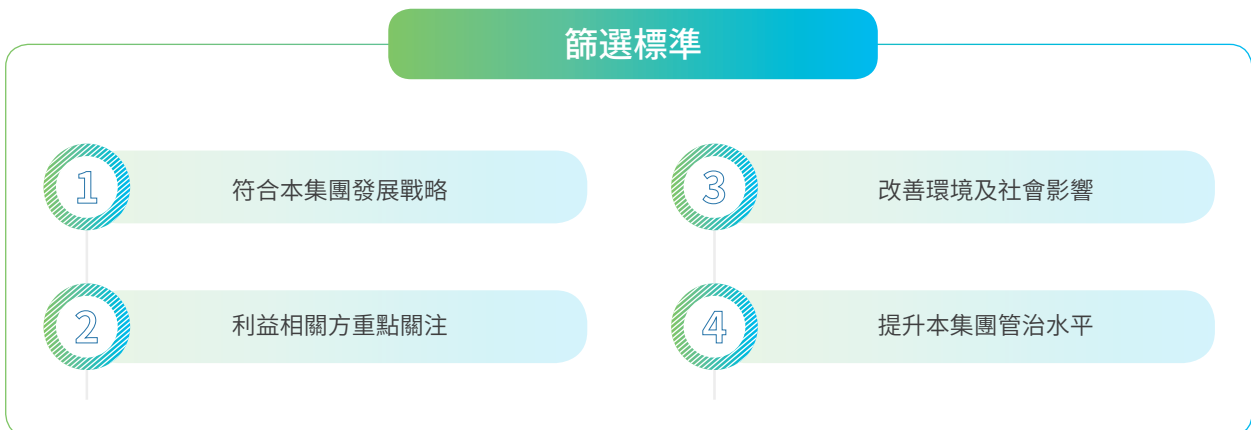 篩選標準
1
符合本集團發展戰略
2
利益相關方重點關注
3
改善環境及社會影響
4
提升本集團管治水平